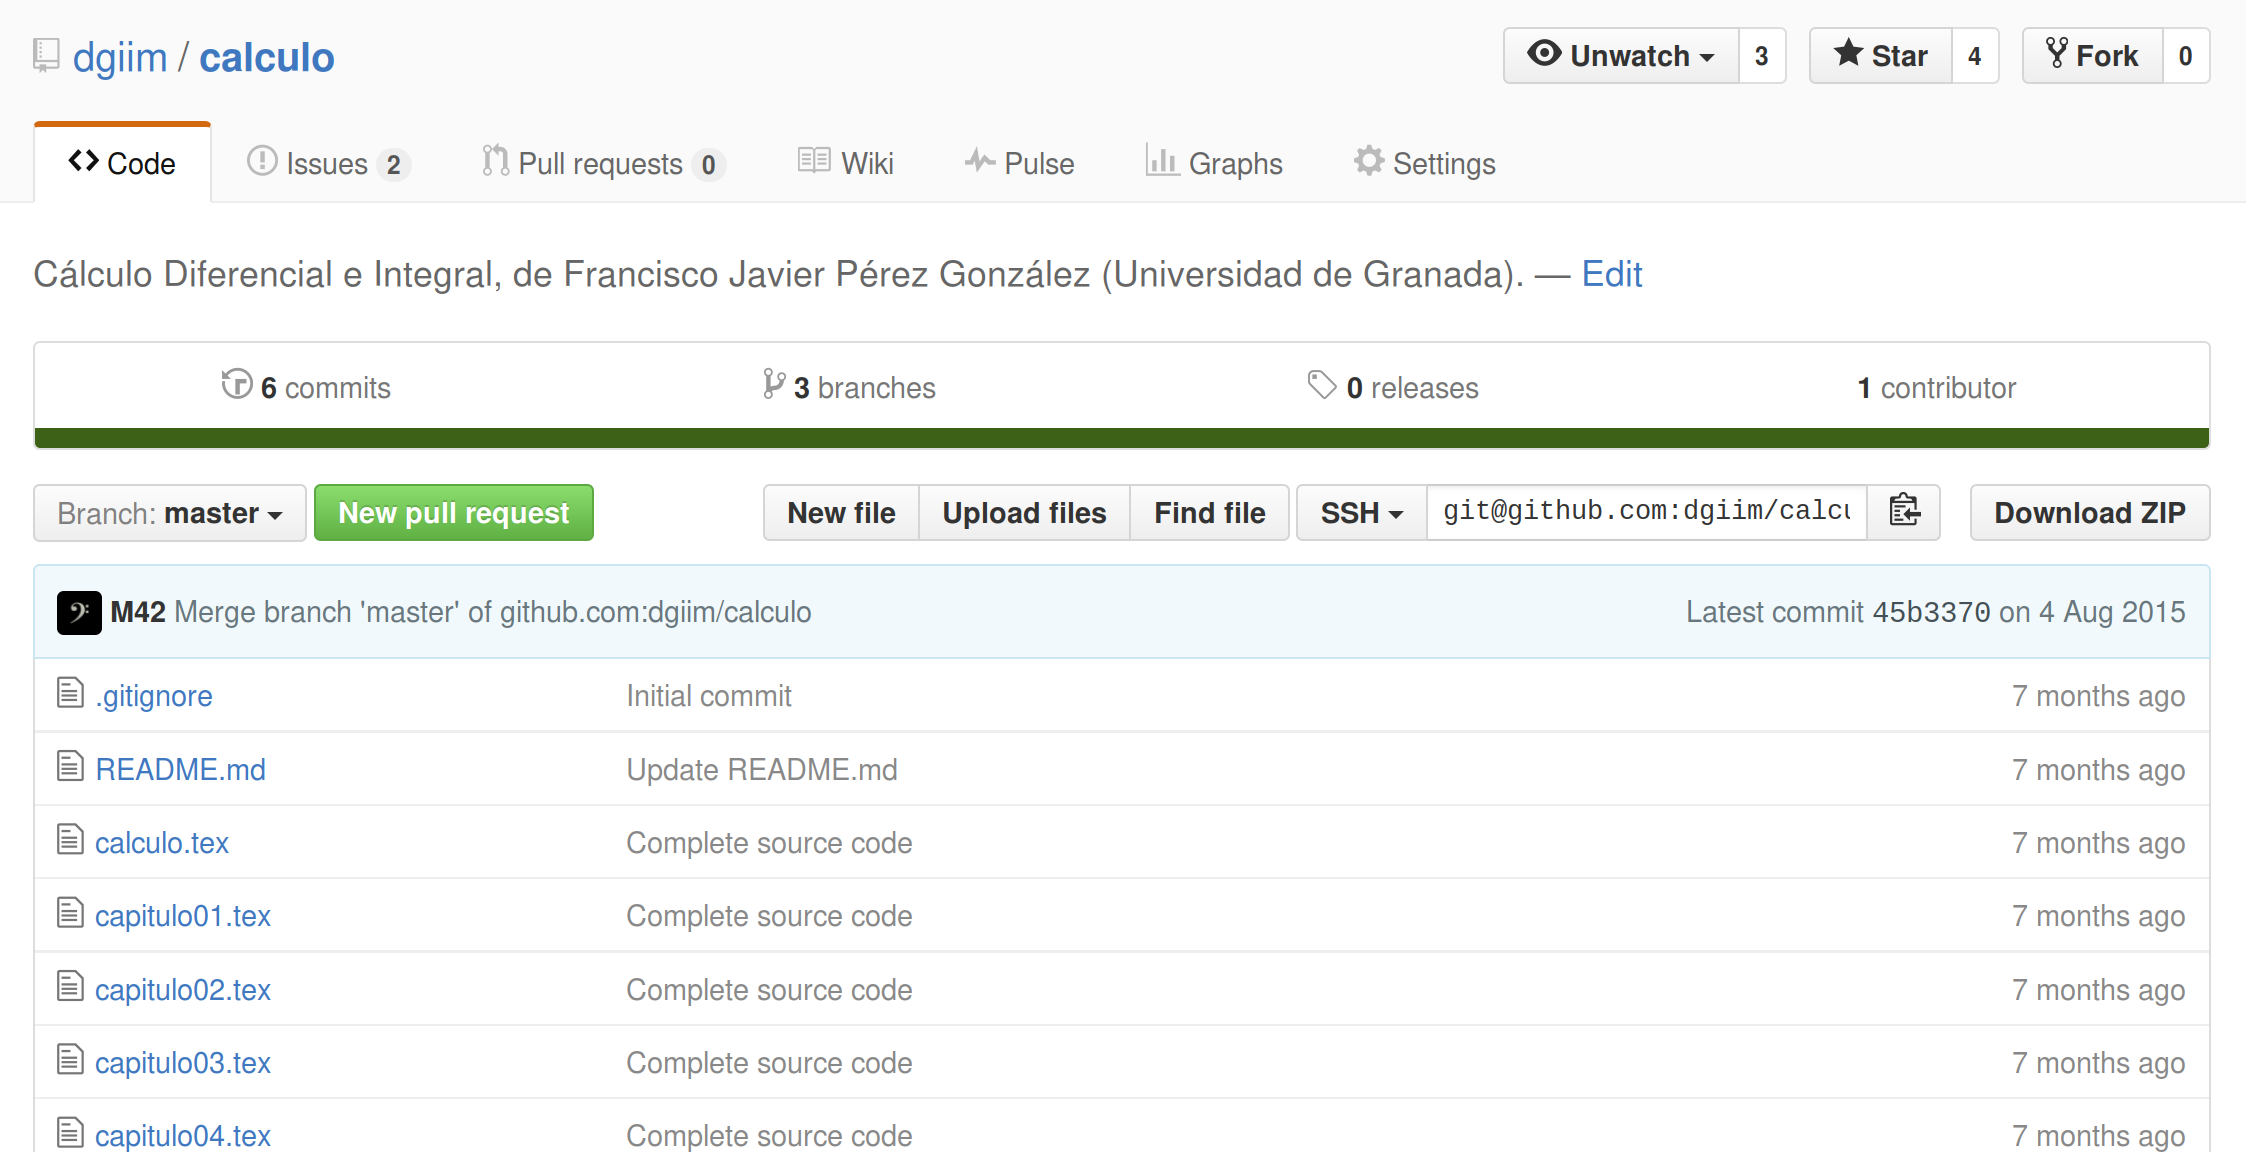 dgiim / calculo Unwatch 3 Star 4 Fork 0
Code Issues 2 Pull requests 0 Wiki Pulse Graphs Settings
Cálculo Diferencial e Integral, de Francisco Javier Pérez González (Universidad de Granada). — Edit
6 commits 3 branches 0 releases 1 contributor
Branch: master New pull request New file Upload files Find file SSH git@github.com:dgiim/calcu Download ZIP
M42 Merge branch 'master' of github.com:dgiim/calculo Latest commit 45b3370 on 4 Aug 2015
.gitignore Initial commit 7 months ago
README.md Update README.md 7 months ago
calculo.tex Complete source code 7 months ago
capitulo01.tex Complete source code 7 months ago
capitulo02.tex Complete source code 7 months ago
capitulo03.tex Complete source code 7 months ago
capitulo04.tex Complete source code 7 months ago